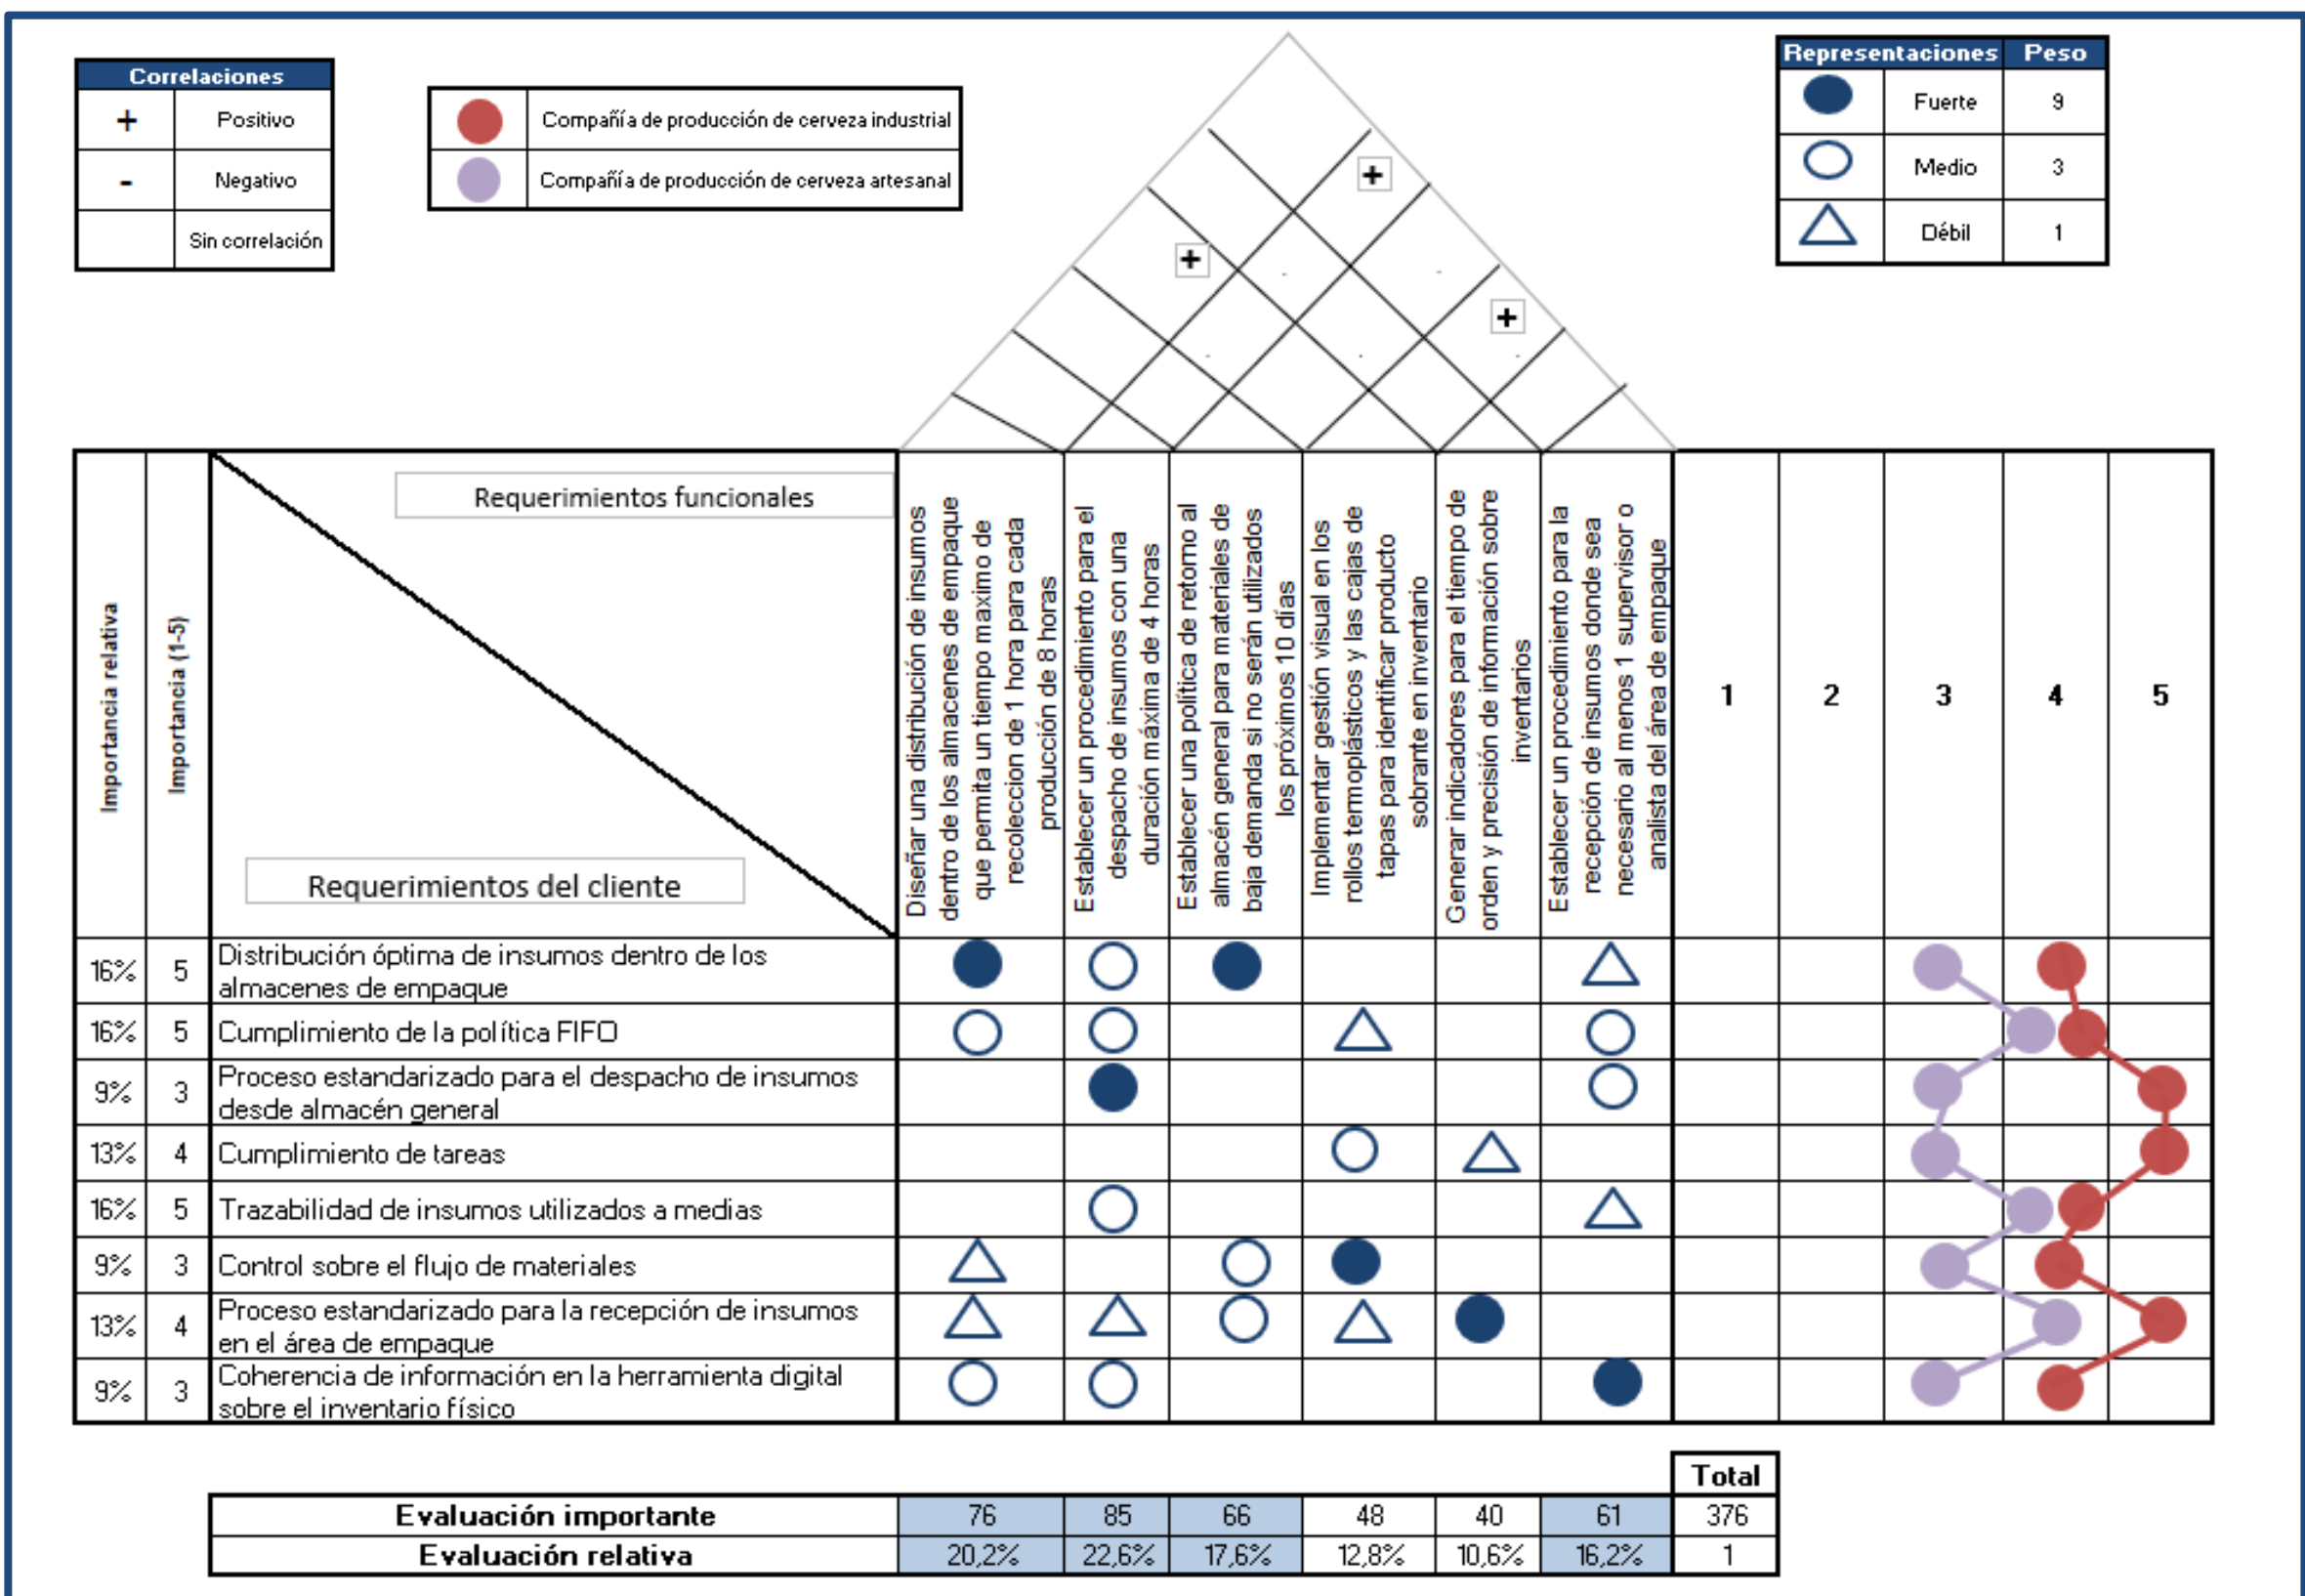 Correlaciones
+ Positivo
- Negativo
Sin correlación
Compañía de producción de cerveza industrial
Compañía de producción de cerveza artesanal
Representaciones Peso
Fuerte 9
Medio 3
Débil 1
+
+
+
Importancia relativa
Importancia (1-5)
Requerimientos funcionales
Requerimientos del cliente
Diseñar una distribución de insumos
dentro de los almacenes de empaque
que permita un tiempo maximo de
recoleccion de 1 hora para cada
producción de 8 horas
Establecer un procedimiento para el
despacho de insumos con una
duración máxima de 4 horas
Establecer una política de retorno al
almacén general para materiales de
baja demanda si no serán utilizados
los próximos 10 días
Implementar gestión visual en los
rollos termoplásticos y las cajas de
tapas para identificar producto
sobrante en inventario
Generar indicadores para el tiempo de
orden y precisión de información sobre
inventarios
Establecer un procedimiento para la
recepción de insumos donde sea
necesario al menos 1 supervisor o
analista del área de empaque
1 2 3 4 5
16% 5 Distribución óptima de insumos dentro de los
almacenes de empaque
16% 5 Cumplimiento de la política FIFO
9% 3 Proceso estandarizado para el despacho de insumos
desde almacén general
13% 4 Cumplimiento de tareas
16% 5 Trazabilidad de insumos utilizados a medias
9% 3 Control sobre el flujo de materiales
13% 4 Proceso estandarizado para la recepción de insumos
en el área de empaque
9% 3 Coherencia de información en la herramienta digital
sobre el inventario físico
Total
Evaluación importante 76 85 66 48 40 61 376
Evaluación relativa 20,2% 22,6% 17,6% 12,8% 10,6% 16,2% 1